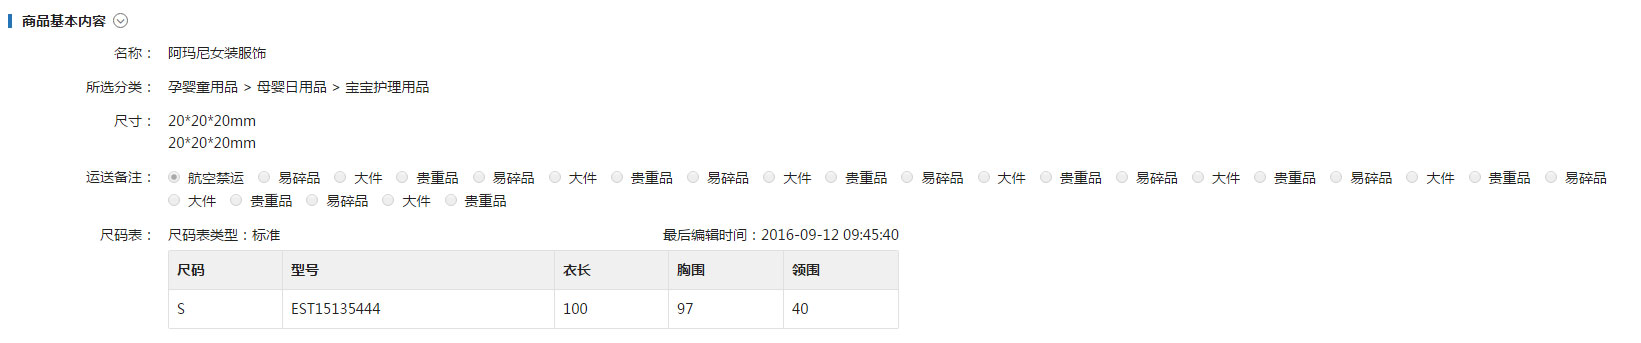 商品基本内容
名称： 阿玛尼女装服饰
所选分类： 孕婴童用品 > 母婴日用品 > 宝宝护理用品
尺寸： 20*20*20mm
20*20*20mm
运送备注： 航空禁运 易碎品 大件 贵重品 易碎品 大件 贵重品 易碎品 大件 贵重品 易碎品 大件 贵重品 易碎品 大件 贵重品 易碎品 大件 贵重品 易碎品
大件 贵重品 易碎品 大件 贵重品
尺码表： 尺码表类型：标准 最后编辑时间：2016-09-12 09:45:40
尺码 型号 衣长 胸围 领围
S EST15135444 100 97 40